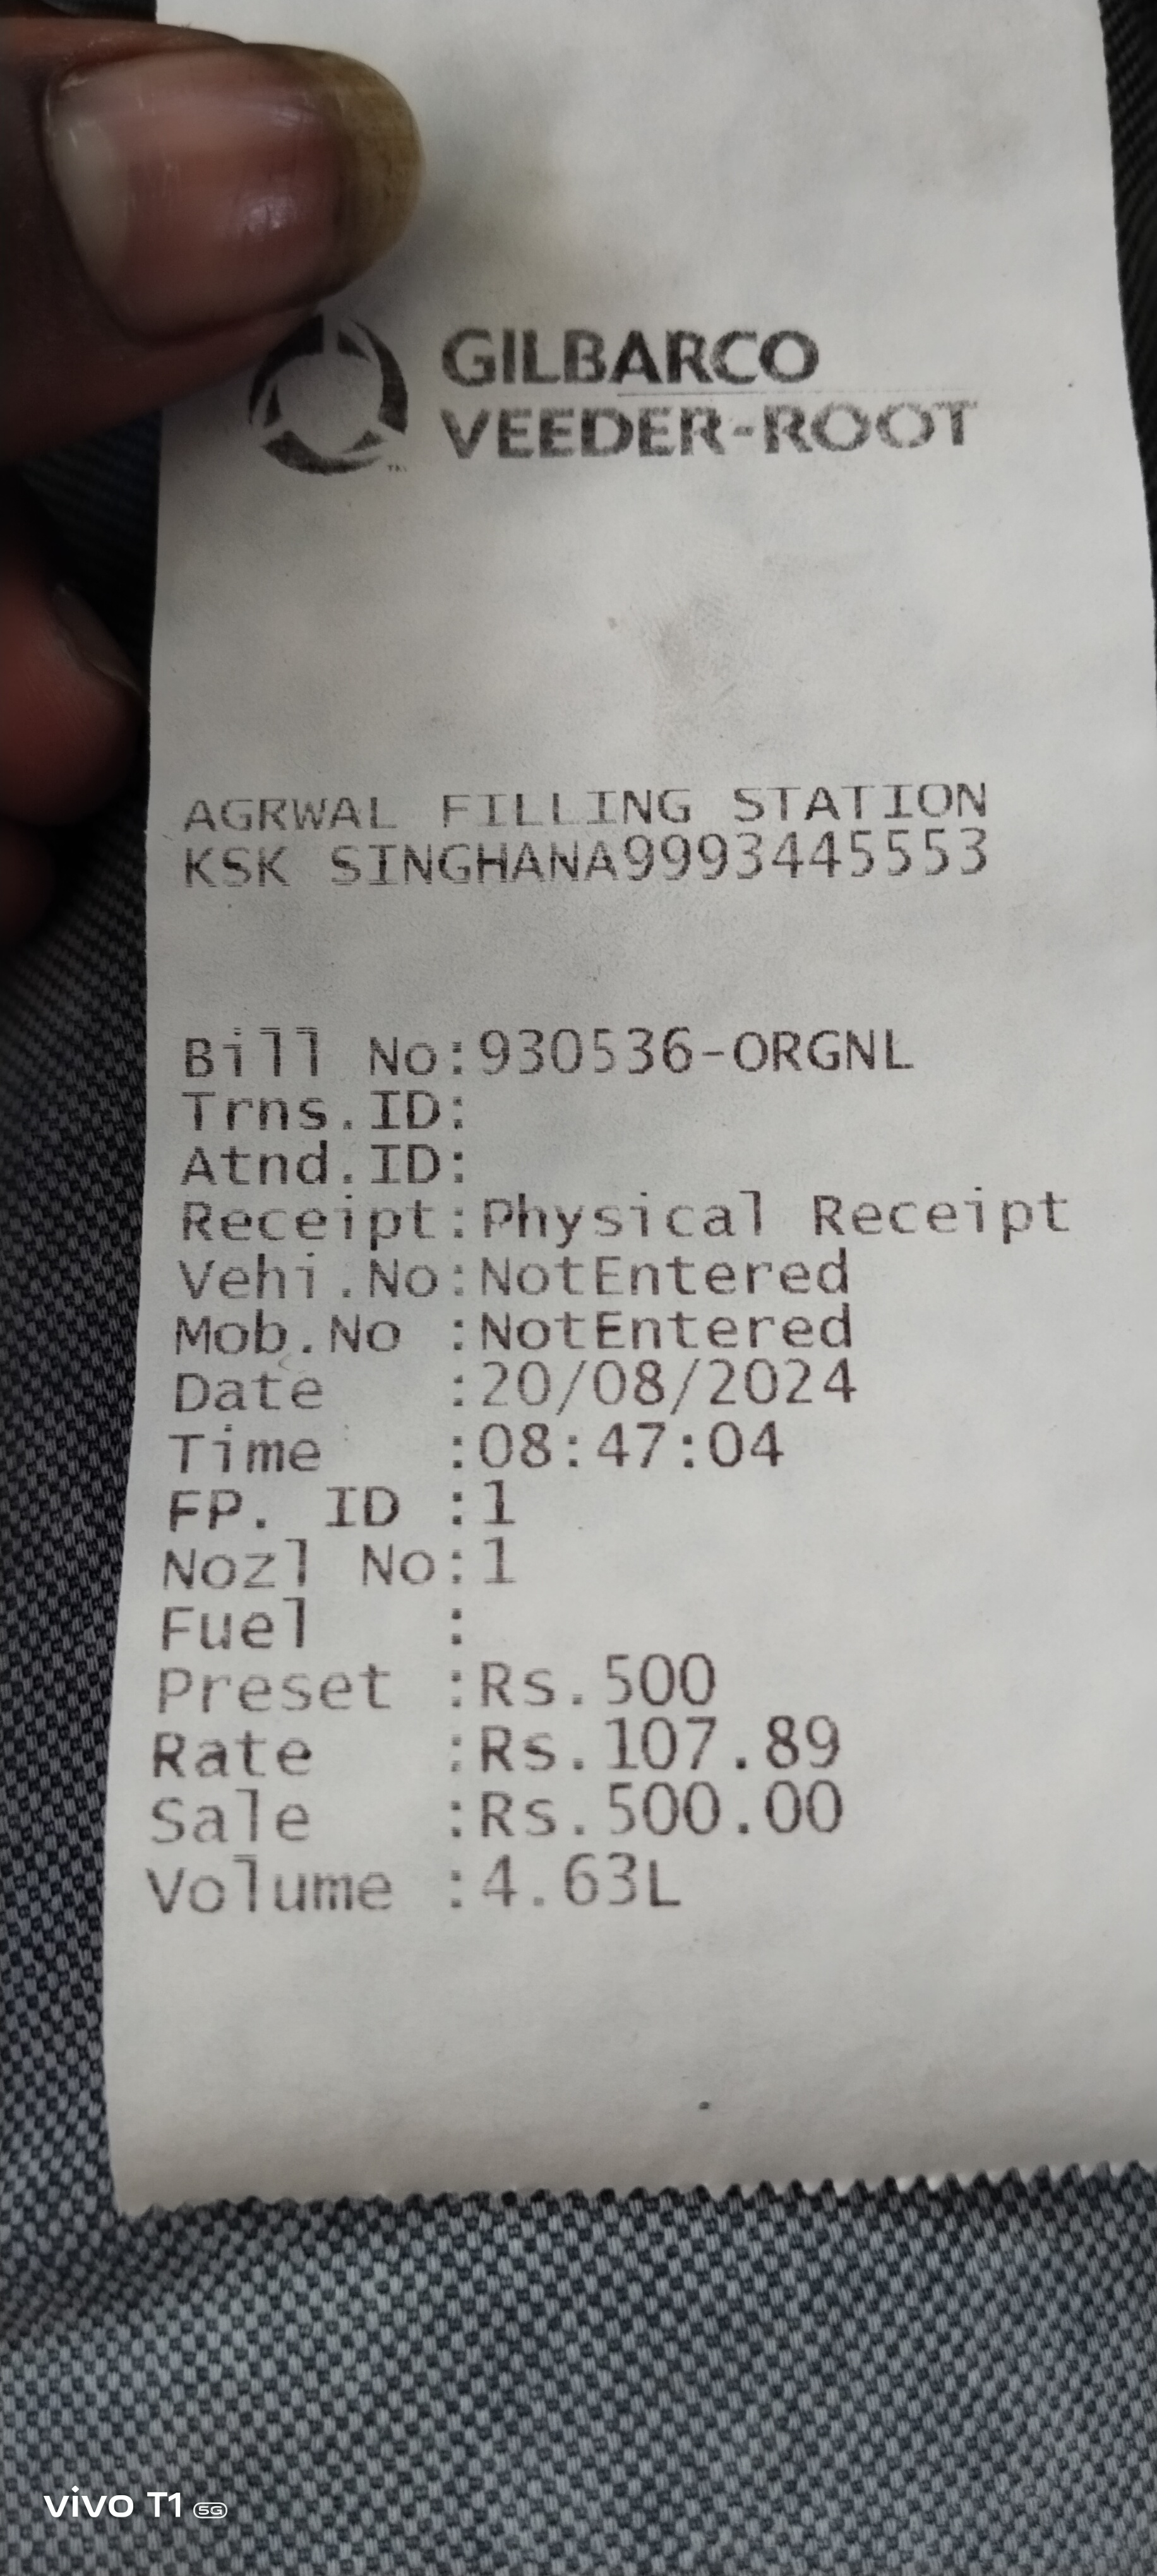 GILBARCO
VEEDER-ROOT
™
AGRWAL FILLING STATION
KSK SINGHANA9993445553
Bill No:930536-ORGNL
Trns.ID:
Atnd.ID:
Receipt:Physical Receipt
Vehi.No:NotEntered
Mob.No :NotEntered
Date :20/08/2024
Time :08:47:04
FP. ID :1
Nozl No:1
Fuel :
Preset :Rs.500
Rate :Rs.107.89
Sale :Rs.500.00
Volume :4.63L
vivo T1 5G